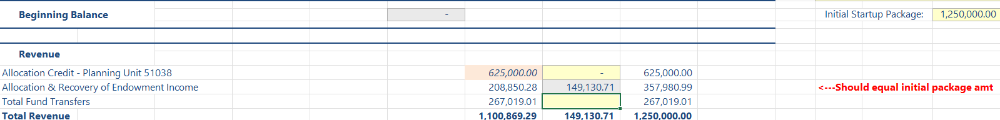 Beginning Balance - Initial Startup Package: 1,250,000.00
Revenue
Allocation Credit - Planning Unit 51038 625,000.00 - 625,000.00
Allocation & Recovery of Endowment Income 208,850.28 149,130.71 357,980.99 <---Should equal initial package amt
Total Fund Transfers 267,019.01 267,019.01
Total Revenue 1,100,869.29 149,130.71 1,250,000.00